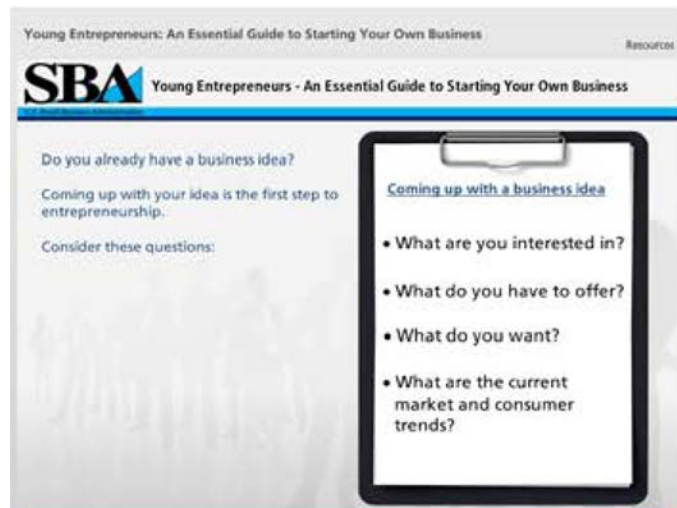 Young Entrepreneurs: An Essential Guide to Starting Your Own Business
Resources
SBA
Young Entrepreneurs - An Essential Guide to Starting Your Own Business
U.S. Small Business Administration
Do you already have a business idea?
Coming up with your idea is the first step to
entrepreneurship.
Consider these questions:
Coming up with a business idea
• What are you interested in?
• What do you have to offer?
• What do you want?
• What are the current
market and consumer
trends?